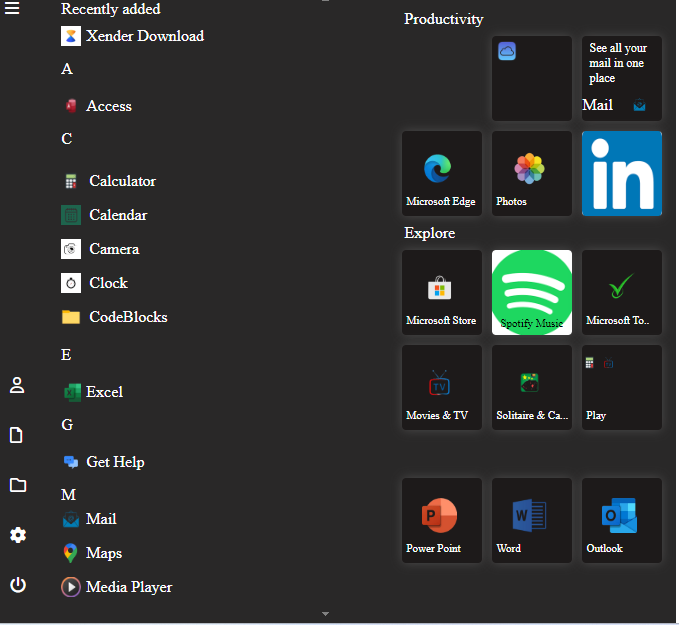 Recently added
Xender Download
A
Access
C
Calculator
Calendar
Camera
Clock
CodeBlocks
E
Excel
G
Get Help
M
Mail
Maps
Media Player
Productivity
See all your
mail in one
place
Mail
Microsoft Edge
Photos
in
Explore
Microsoft Store
Spotify Music
Microsoft To..
TV
Movies & TV
Solitaire & Ca...
Play
P
Power Point
W
Word
O
Outlook